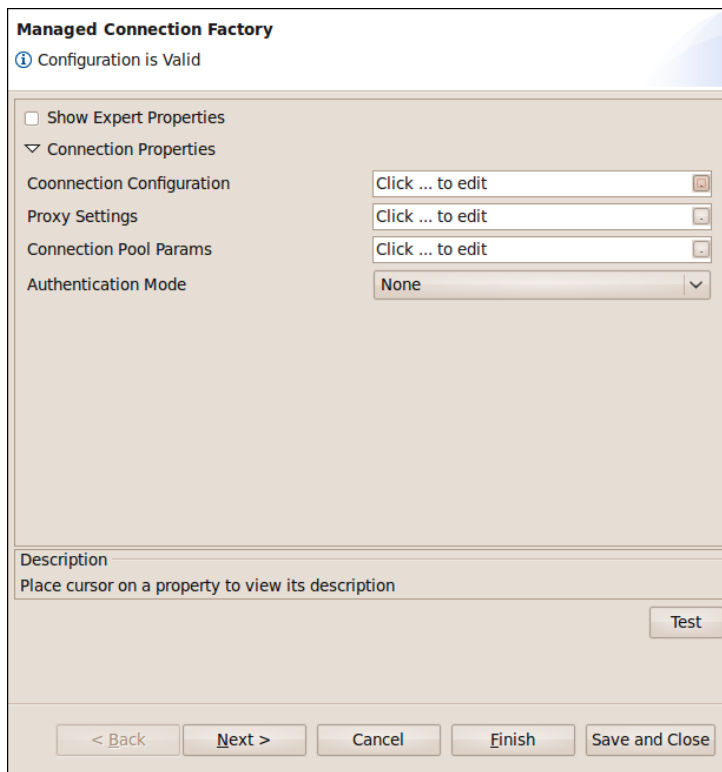 Managed Connection Factory
Configuration is Valid
Show Expert Properties
Connection Properties
Coonnection Configuration Click ... to edit
Proxy Settings Click ... to edit
Connection Pool Params Click ... to edit
Authentication Mode None
Description
Place cursor on a property to view its description
Test
< Back Next > Cancel Finish Save and Close